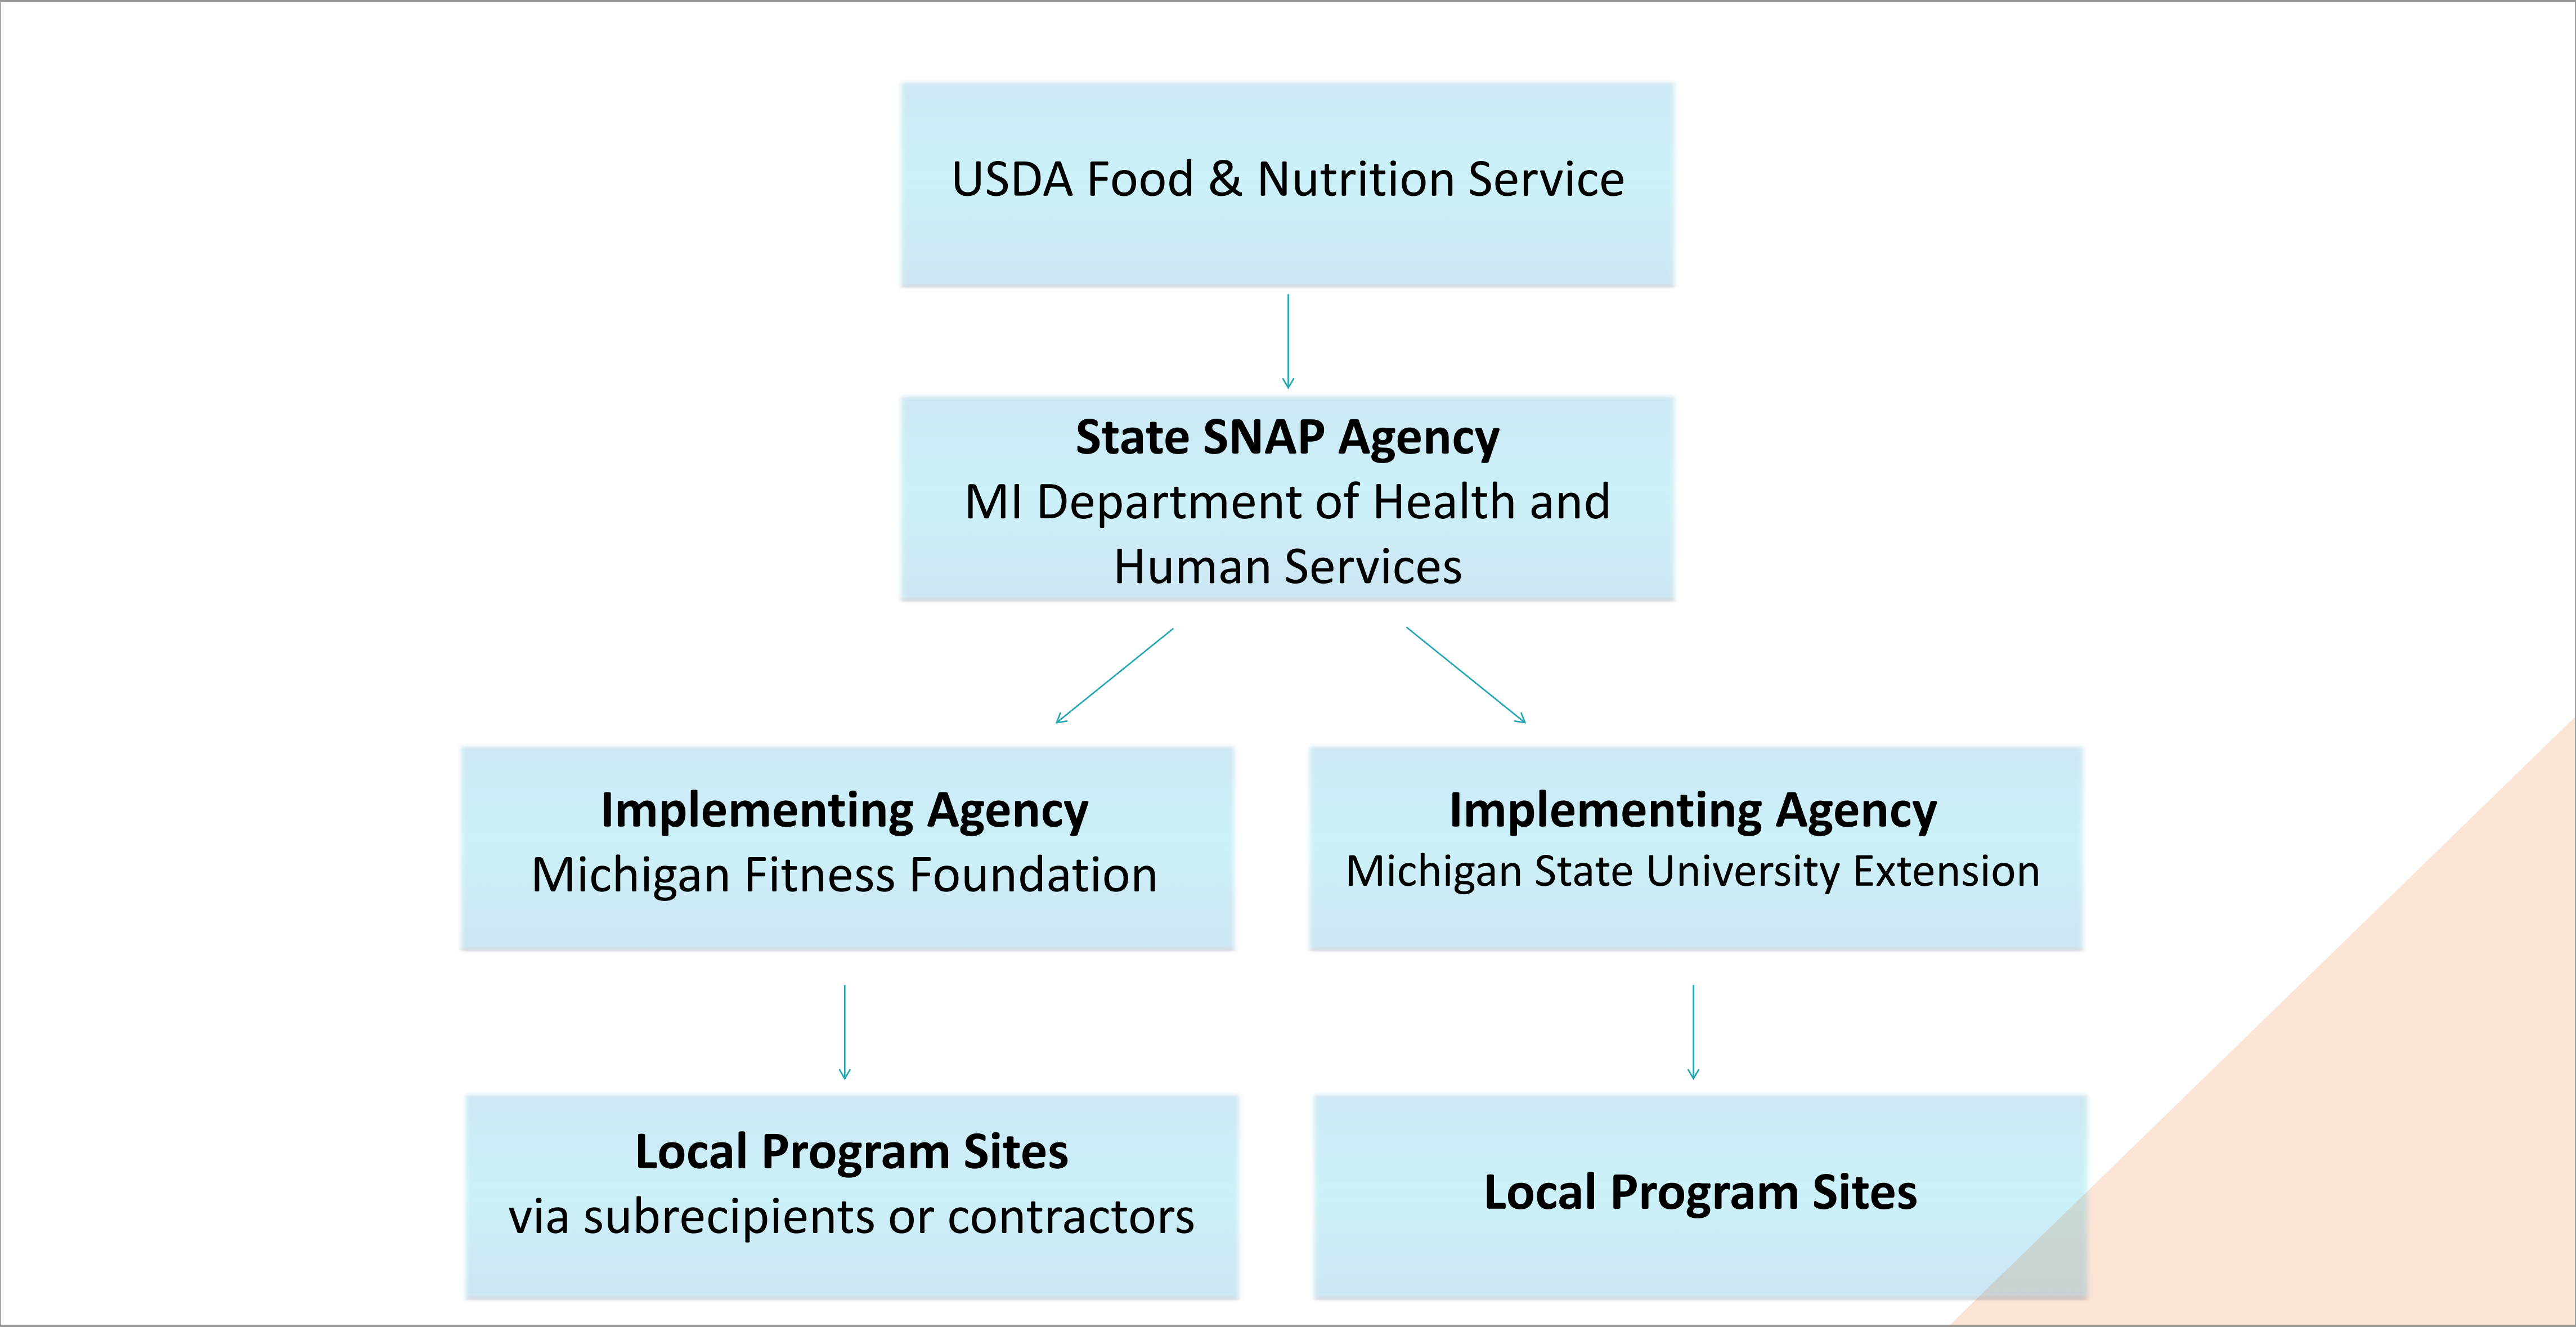 USDA Food & Nutrition Service
State SNAP Agency
MI Department of Health and
Human Services
Implementing Agency
Michigan Fitness Foundation
Implementing Agency
Michigan State University Extension
Local Program Sites
via subrecipients or contractors
Local Program Sites